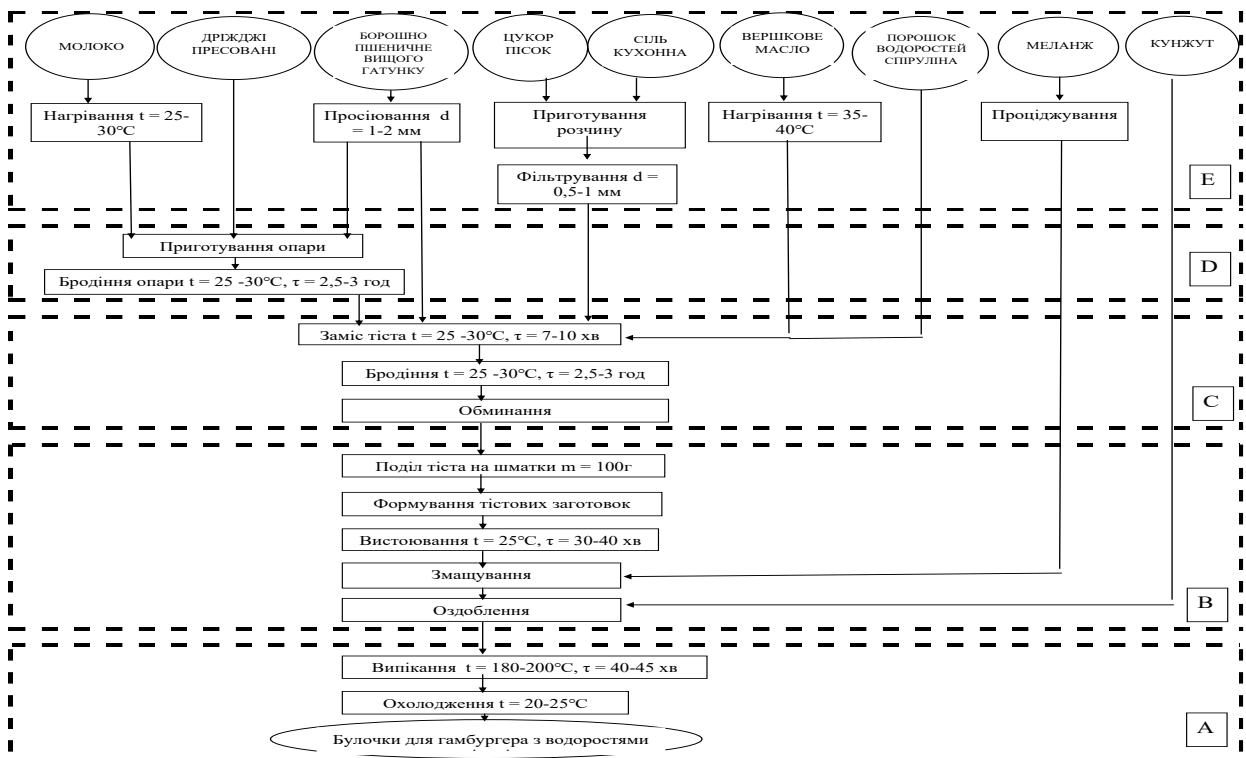 МОЛОКО
ДРІЖДЖІ
ПРЕСОВАНІ
БОРОШНО
ПШЕНИЧНЕ
ВИЩОГО
ГАТУНКУ
ЦУКОР
ПІСОК
СІЛЬ
КУХОННА
ВЕРШКОВЕ
МАСЛО
ПОРОШОК
ВОДОРОСТЕЙ
СПІРУЛІНА
МЕЛАНЖ
КУНЖУТ
Нагрівання t = 25-
30°С
Просіювання d
= 1-2 мм
Приготування
розчину
Нагрівання t = 35-
40°С
Проціджування
Фільтрування d =
0,5-1 мм
E
Приготування опари
Бродіння опари t = 25 -30°С, τ = 2,5-3 год
D
Заміс тіста t = 25 -30°С, τ = 7-10 хв
Бродіння t = 25 -30°С, τ = 2,5-3 год
Обминання
C
Поділ тіста на шматки m = 100г
Формування тістових заготовок
Вистоювання t = 25°С, τ = 30-40 хв
Змащування
Оздоблення
B
Випікання t = 180-200°С, τ = 40-45 хв
Охолодження t = 20-25°С
Булочки для гамбургера з водоростями
A